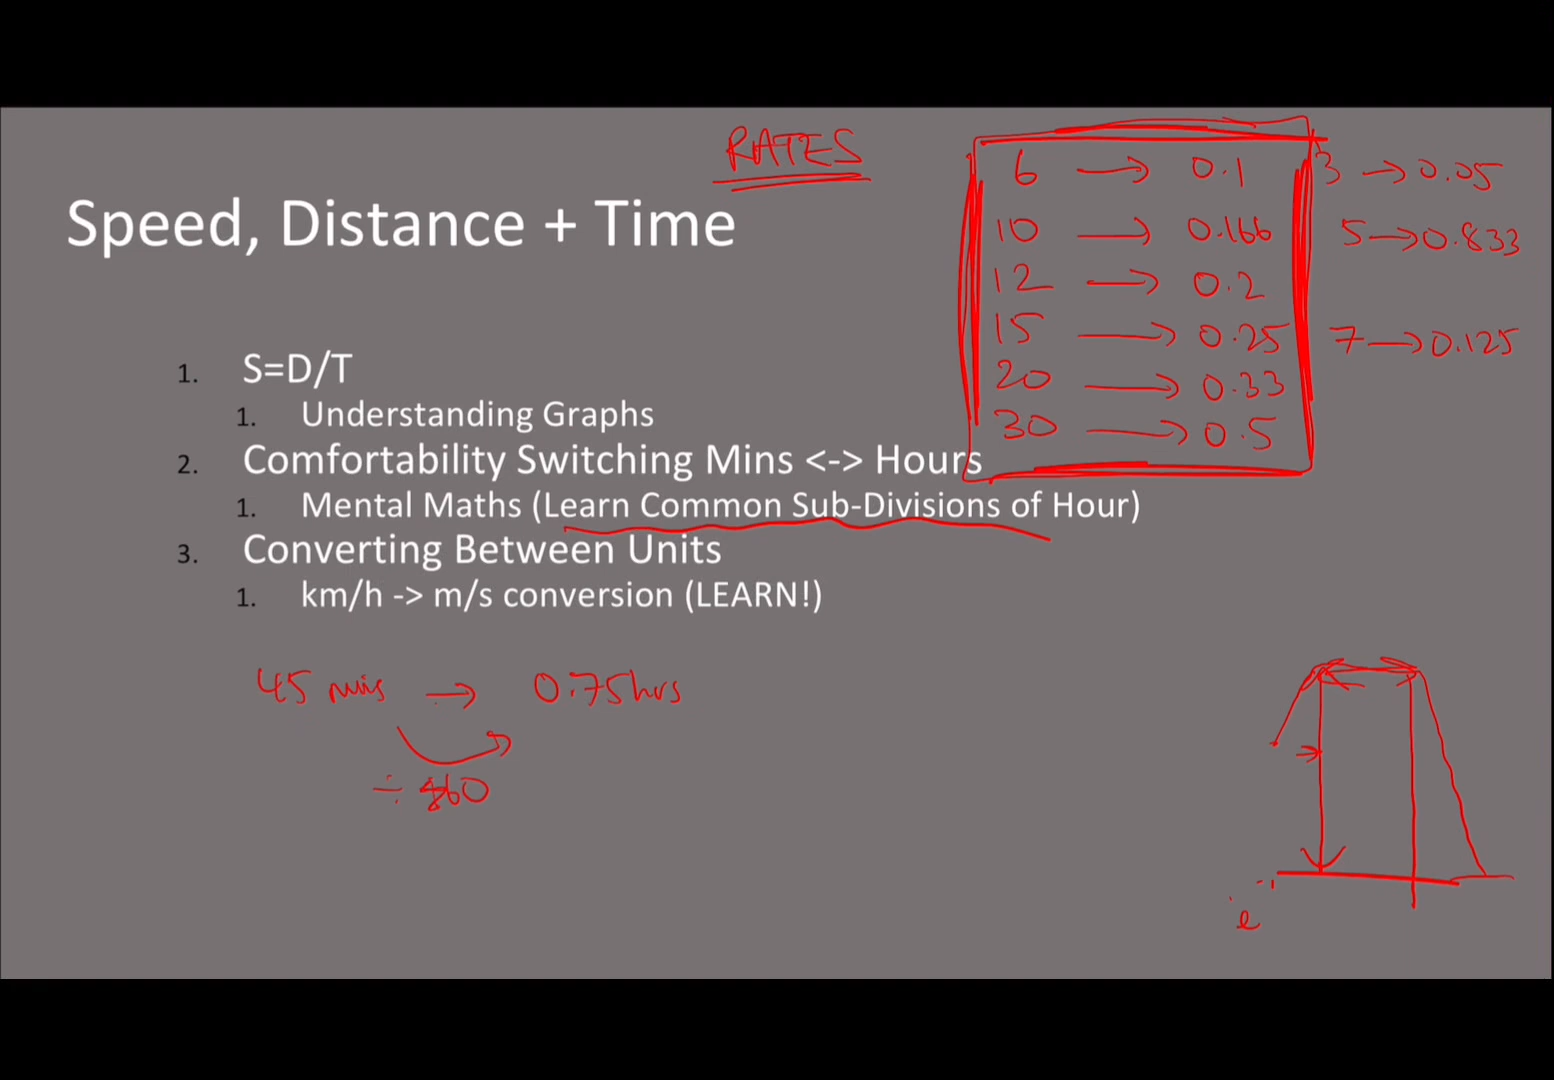 RATES
Speed, Distance + Time
6 → 0.1
10 → 0.166
12 → 0.2
15 → 0.25
20 → 0.33
30 → 0.5
3 → 0.05
5 → 0.833
7 → 0.125
1. S=D/T
1. Understanding Graphs
2. Comfortability Switching Mins <-> Hours
1. Mental Maths (Learn Common Sub-Divisions of Hour)
3. Converting Between Units
1. km/h -> m/s conversion (LEARN!)
45 mins → 0.75hrs
÷ 60
e